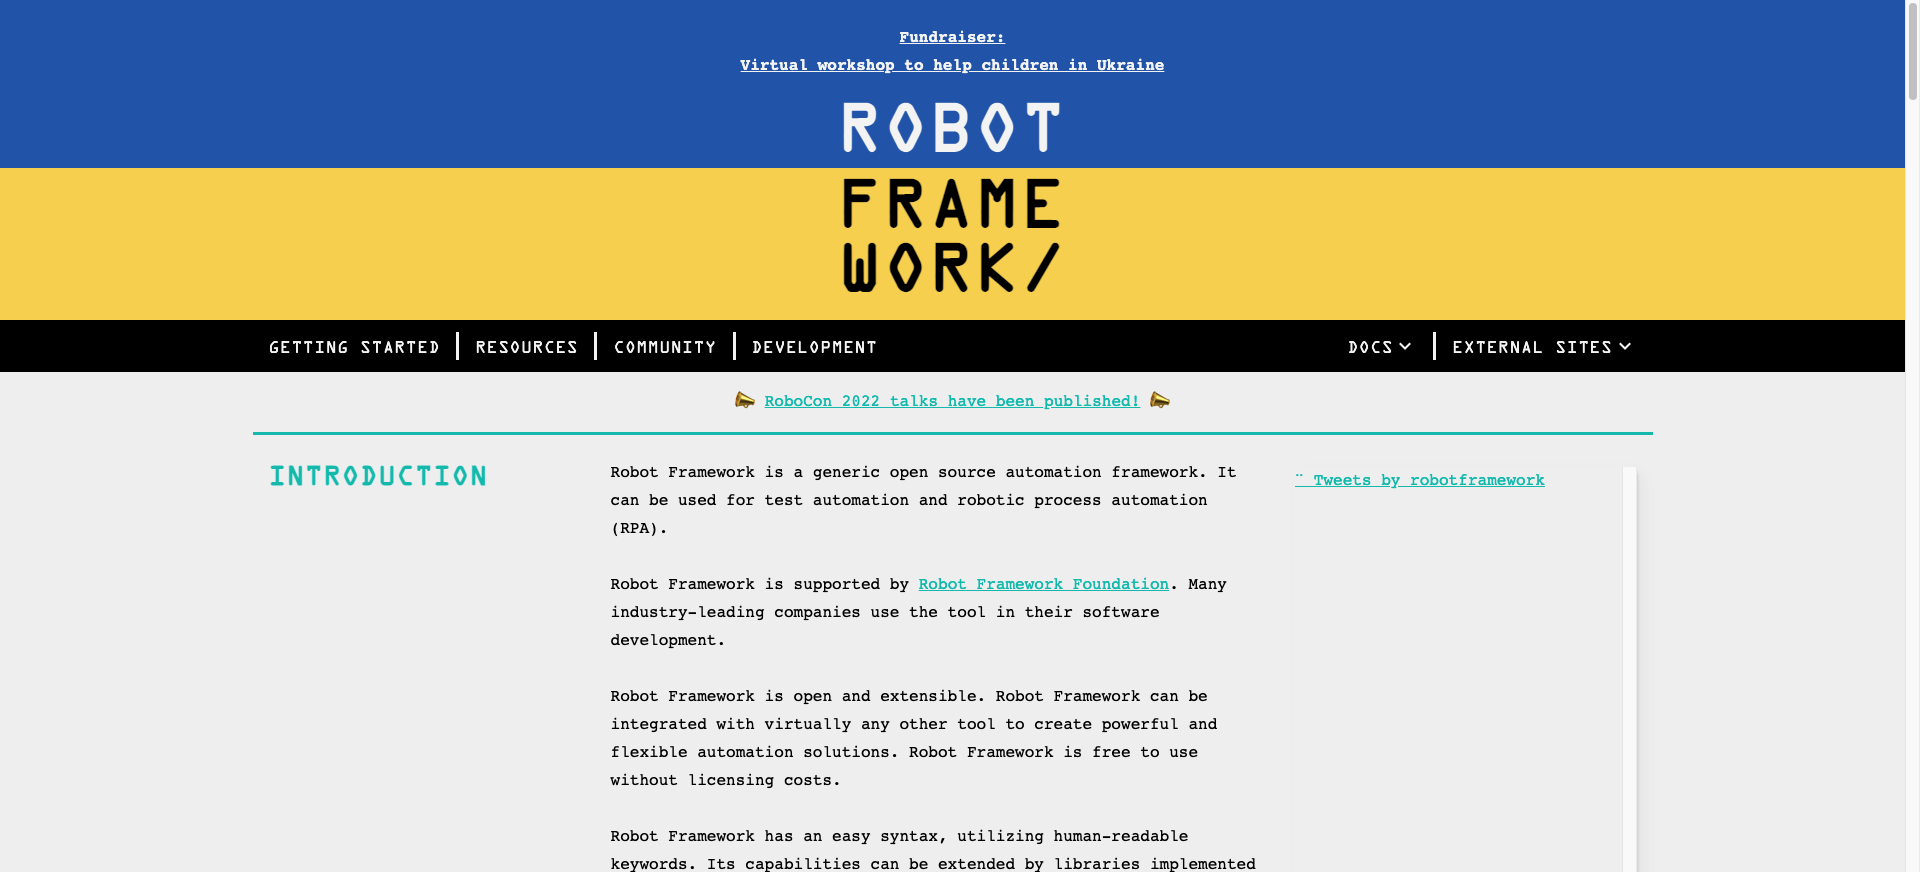 Fundraiser:
Virtual workshop to help children in Ukraine
ROBOT
FRAME
WORK/
GETTING STARTED
RESOURCES
COMMUNITY
DEVELOPMENT
DOCS
EXTERNAL SITES
RoboCon 2022 talks have been published!
INTRODUCTION
Robot Framework is a generic open source automation framework. It
can be used for test automation and robotic process automation
(RPA).
Robot Framework is supported by Robot Framework Foundation. Many
industry-leading companies use the tool in their software
development.
Robot Framework is open and extensible. Robot Framework can be
integrated with virtually any other tool to create powerful and
flexible automation solutions. Robot Framework is free to use
without licensing costs.
Robot Framework has an easy syntax, utilizing human-readable
keywords. Its capabilities can be extended by libraries implemented
¨ Tweets by robotframework